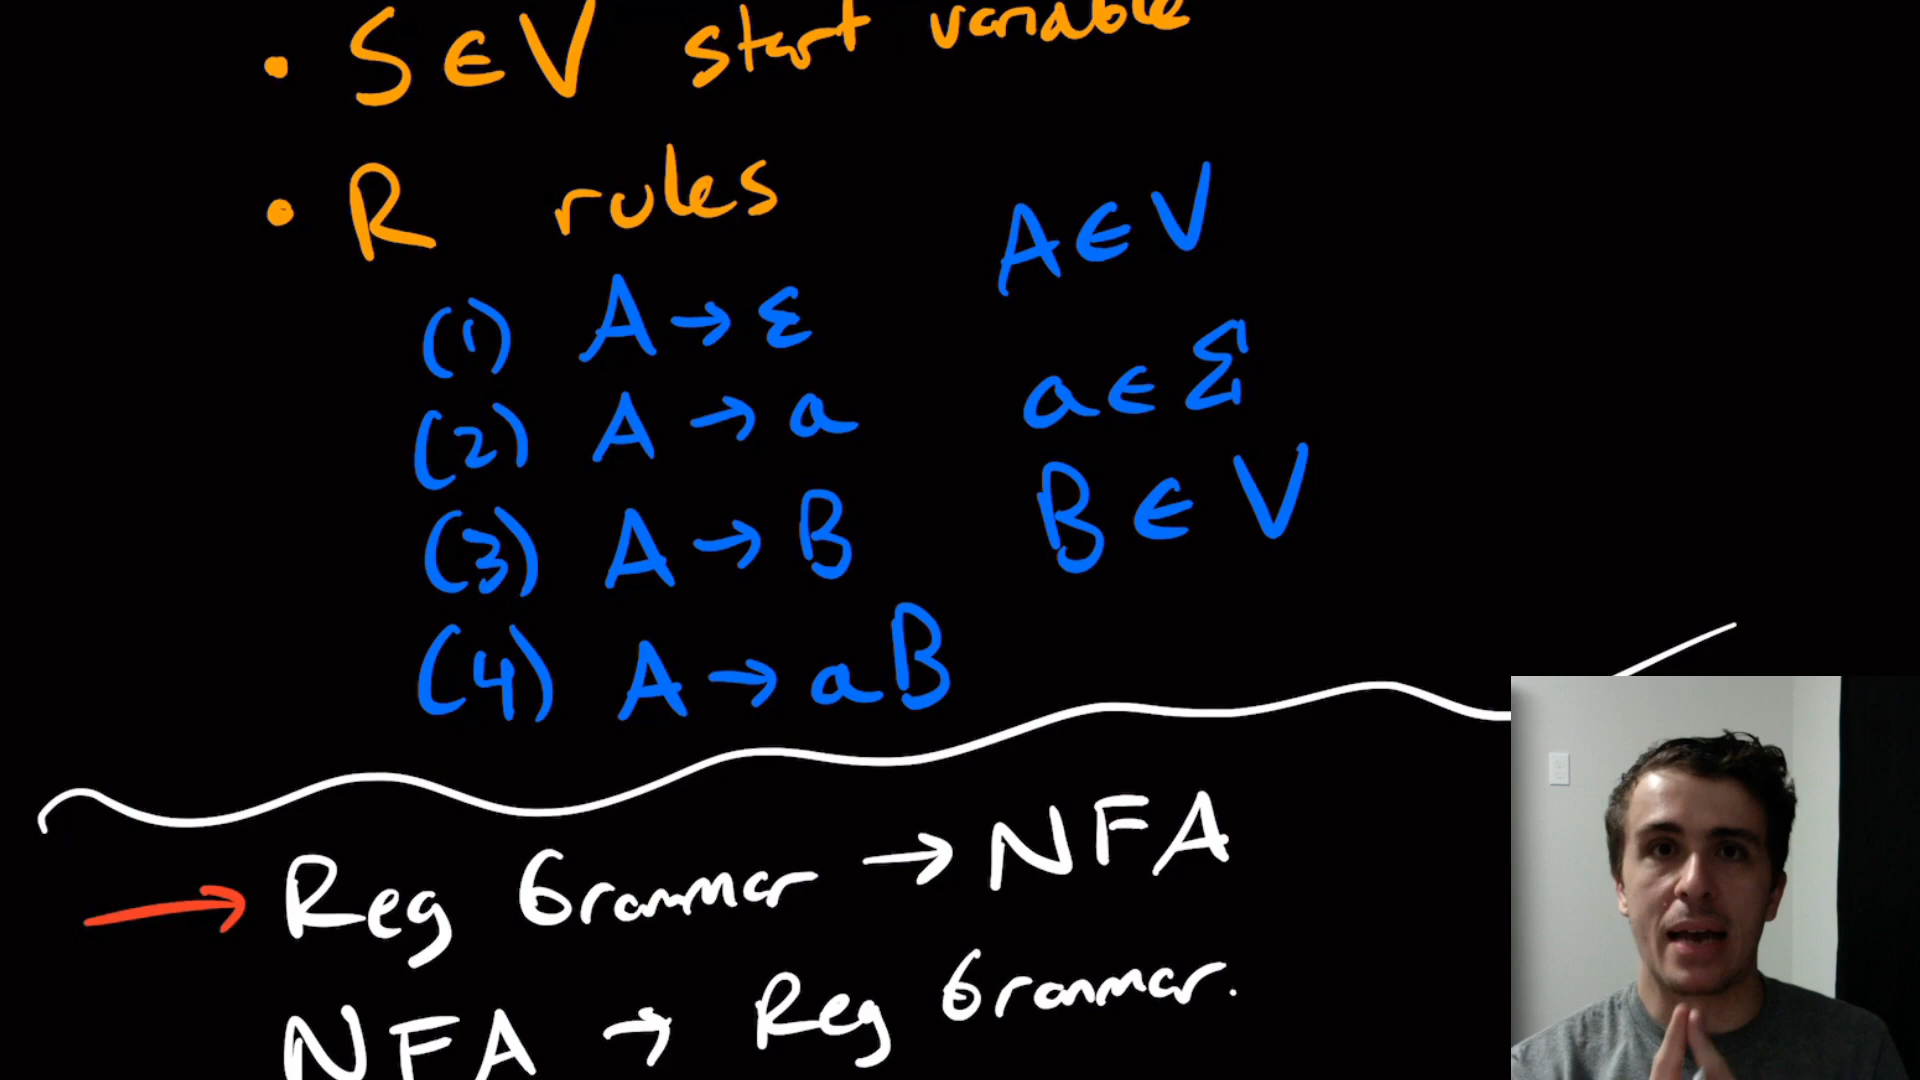 • S ∈ V start variable
• R rules
A ∈ V
(1) A → ε
a ∈ Σ
(2) A → a
B ∈ V
(3) A → B
(4) A → aB
→ Reg Grammar → NFA
NFA → Reg Grammar.